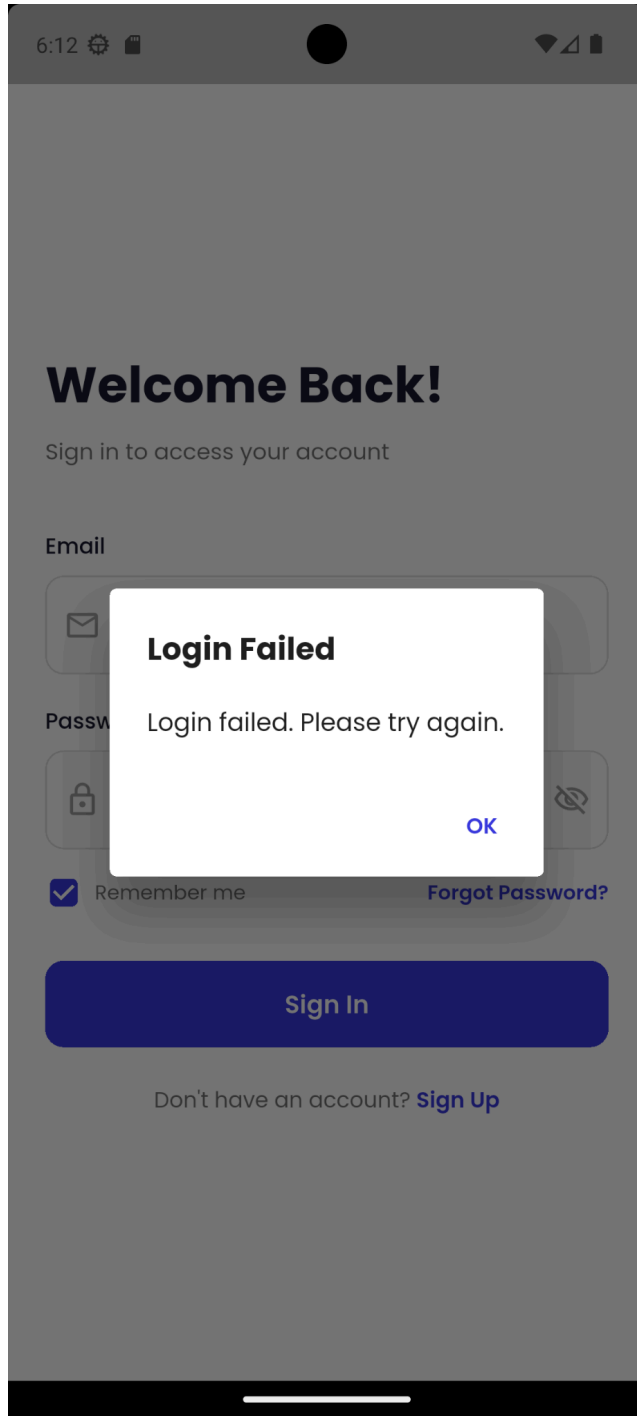 6:12
Welcome Back!
Sign in to access your account
Email
Login Failed
Passw
Login failed. Please try again.
OK
Remember me
Forgot Password?
Sign In
Don't have an account? Sign Up